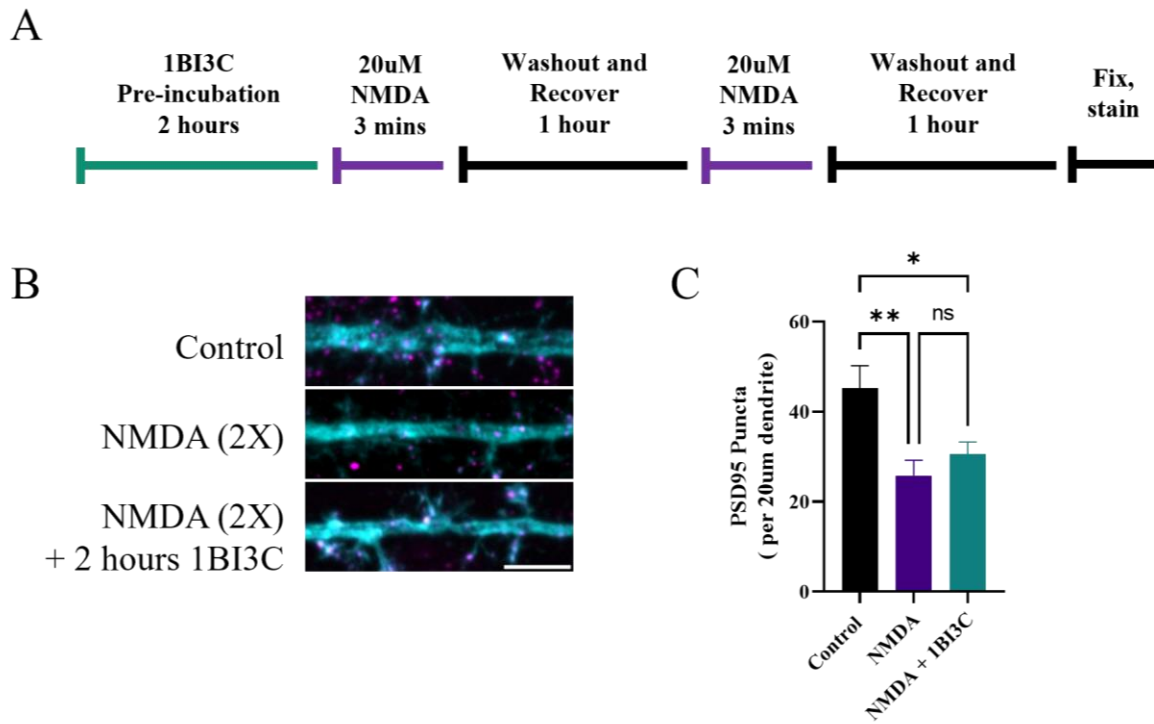 A
1BI3C
Pre-incubation
2 hours
20uM
NMDA
3 mins
Washout and
Recover
1 hour
20uM
NMDA
3 mins
Washout and
Recover
1 hour
Fix,
stain
B
Control
NMDA (2X)
NMDA (2X)
+ 2 hours 1BI3C
C
*
**
ns
PSD95 Puncta
( per 20um dendrite)
60
40
20
0
Control
NMDA
NMDA + 1BI3C